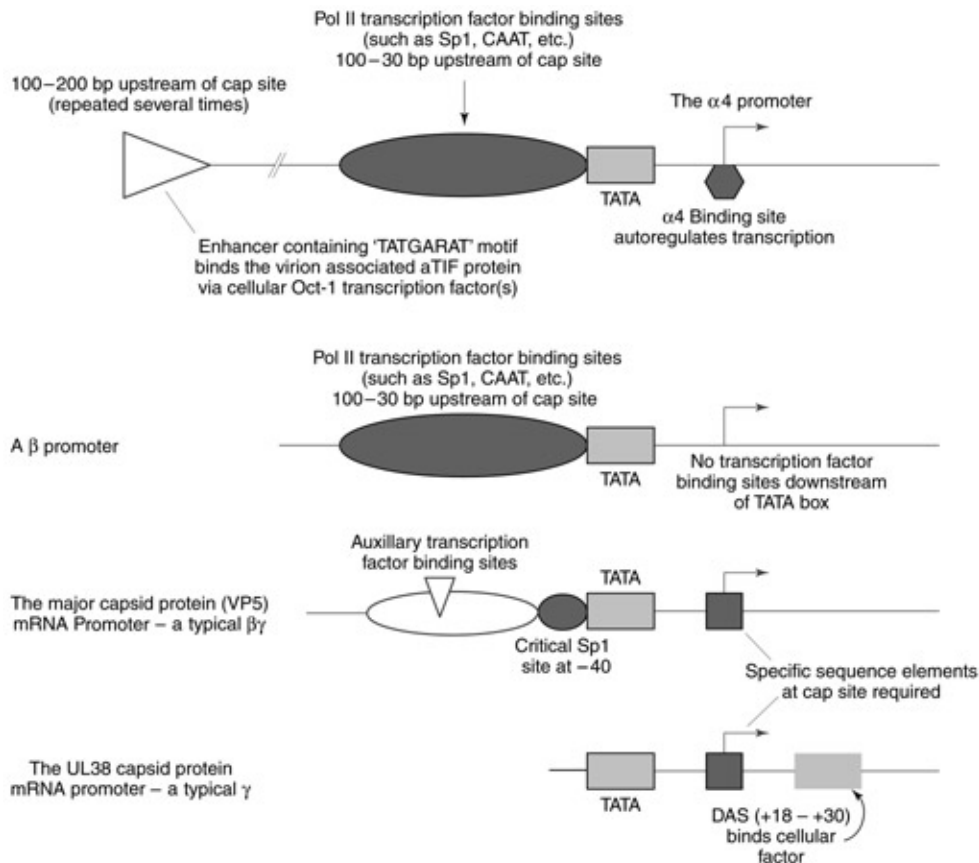 Pol II transcription factor binding sites
(such as Sp1, CAAT, etc.)
100–30 bp upstream of cap site
100–200 bp upstream of cap site
(repeated several times)
The α4 promoter
TATA
α4 Binding site
autoregulates transcription
Enhancer containing ‘TATGARAT’ motif
binds the virion associated aTIF protein
via cellular Oct-1 transcription factor(s)
Pol II transcription factor binding sites
(such as Sp1, CAAT, etc.)
100–30 bp upstream of cap site
A β promoter
TATA
No transcription factor
binding sites downstream
of TATA box
Auxillary transcription
factor binding sites
TATA
The major capsid protein (VP5)
mRNA Promoter – a typical βγ
Critical Sp1
site at –40
Specific sequence elements
at cap site required
The UL38 capsid protein
mRNA promoter – a typical γ
TATA
DAS (+18 – +30)
binds cellular
factor